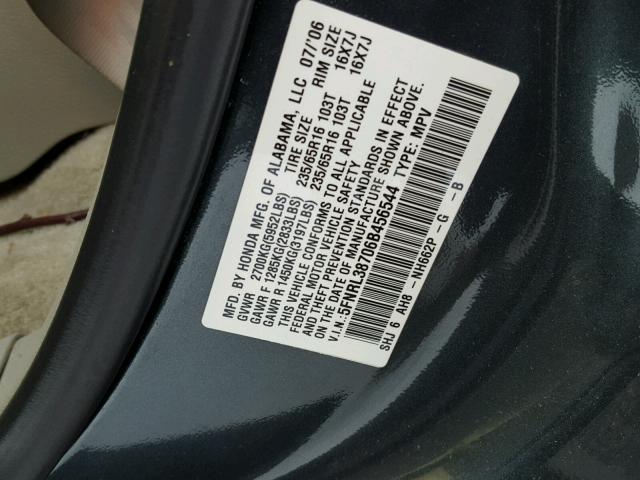 MFD. BY HONDA MFG. OF ALABAMA, LLC 07/'06
TIRE SIZE RIM SIZE
GVWR 2700KG(5952LBS)
GAWR F 1285KG(2833LBS) 235/65R16 103T 16X7J
GAWR R 1450KG(3197LBS) 235/65R16 103T 16X7J
THIS VEHICLE CONFORMS TO ALL APPLICABLE
FEDERAL MOTOR VEHICLE SAFETY
AND THEFT PREVENTION STANDARDS IN EFFECT
ON THE DATE OF MANUFACTURE SHOWN ABOVE.
V.I.N.: 5FNRL38706B496544 TYPE: MPV
SHJ 6 AH8 - NH662P - G - B